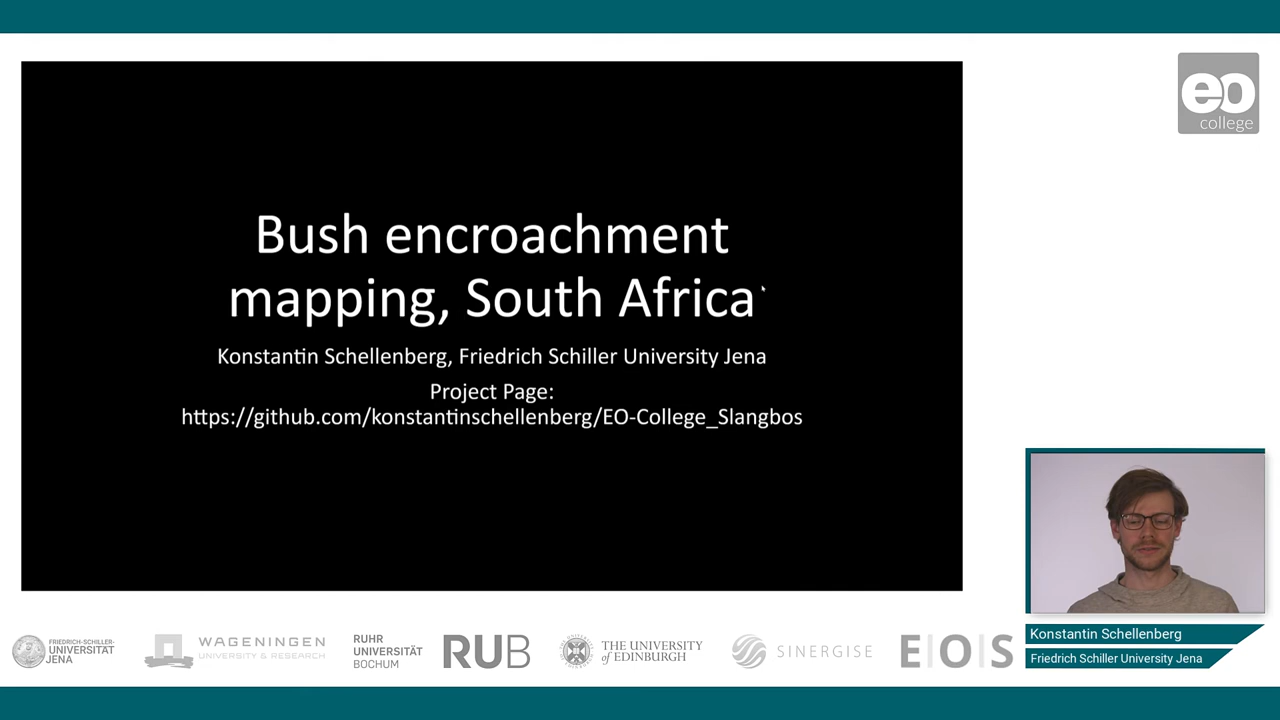 eo
college
Bush encroachment
mapping, South Africa
Konstantin Schellenberg, Friedrich Schiller University Jena
Project Page:
https://github.com/konstantinschellenberg/EO-College_Slangbos
Konstantin Schellenberg
Friedrich Schiller University Jena
FRIEDRICH-SCHILLER-
UNIVERSITÄT
JENA
WAGENINGEN
UNIVERSITY & RESEARCH
RUHR
UNIVERSITÄT
BOCHUM
RUB
THE UNIVERSITY
of EDINBURGH
SINERGISE
E|O|S